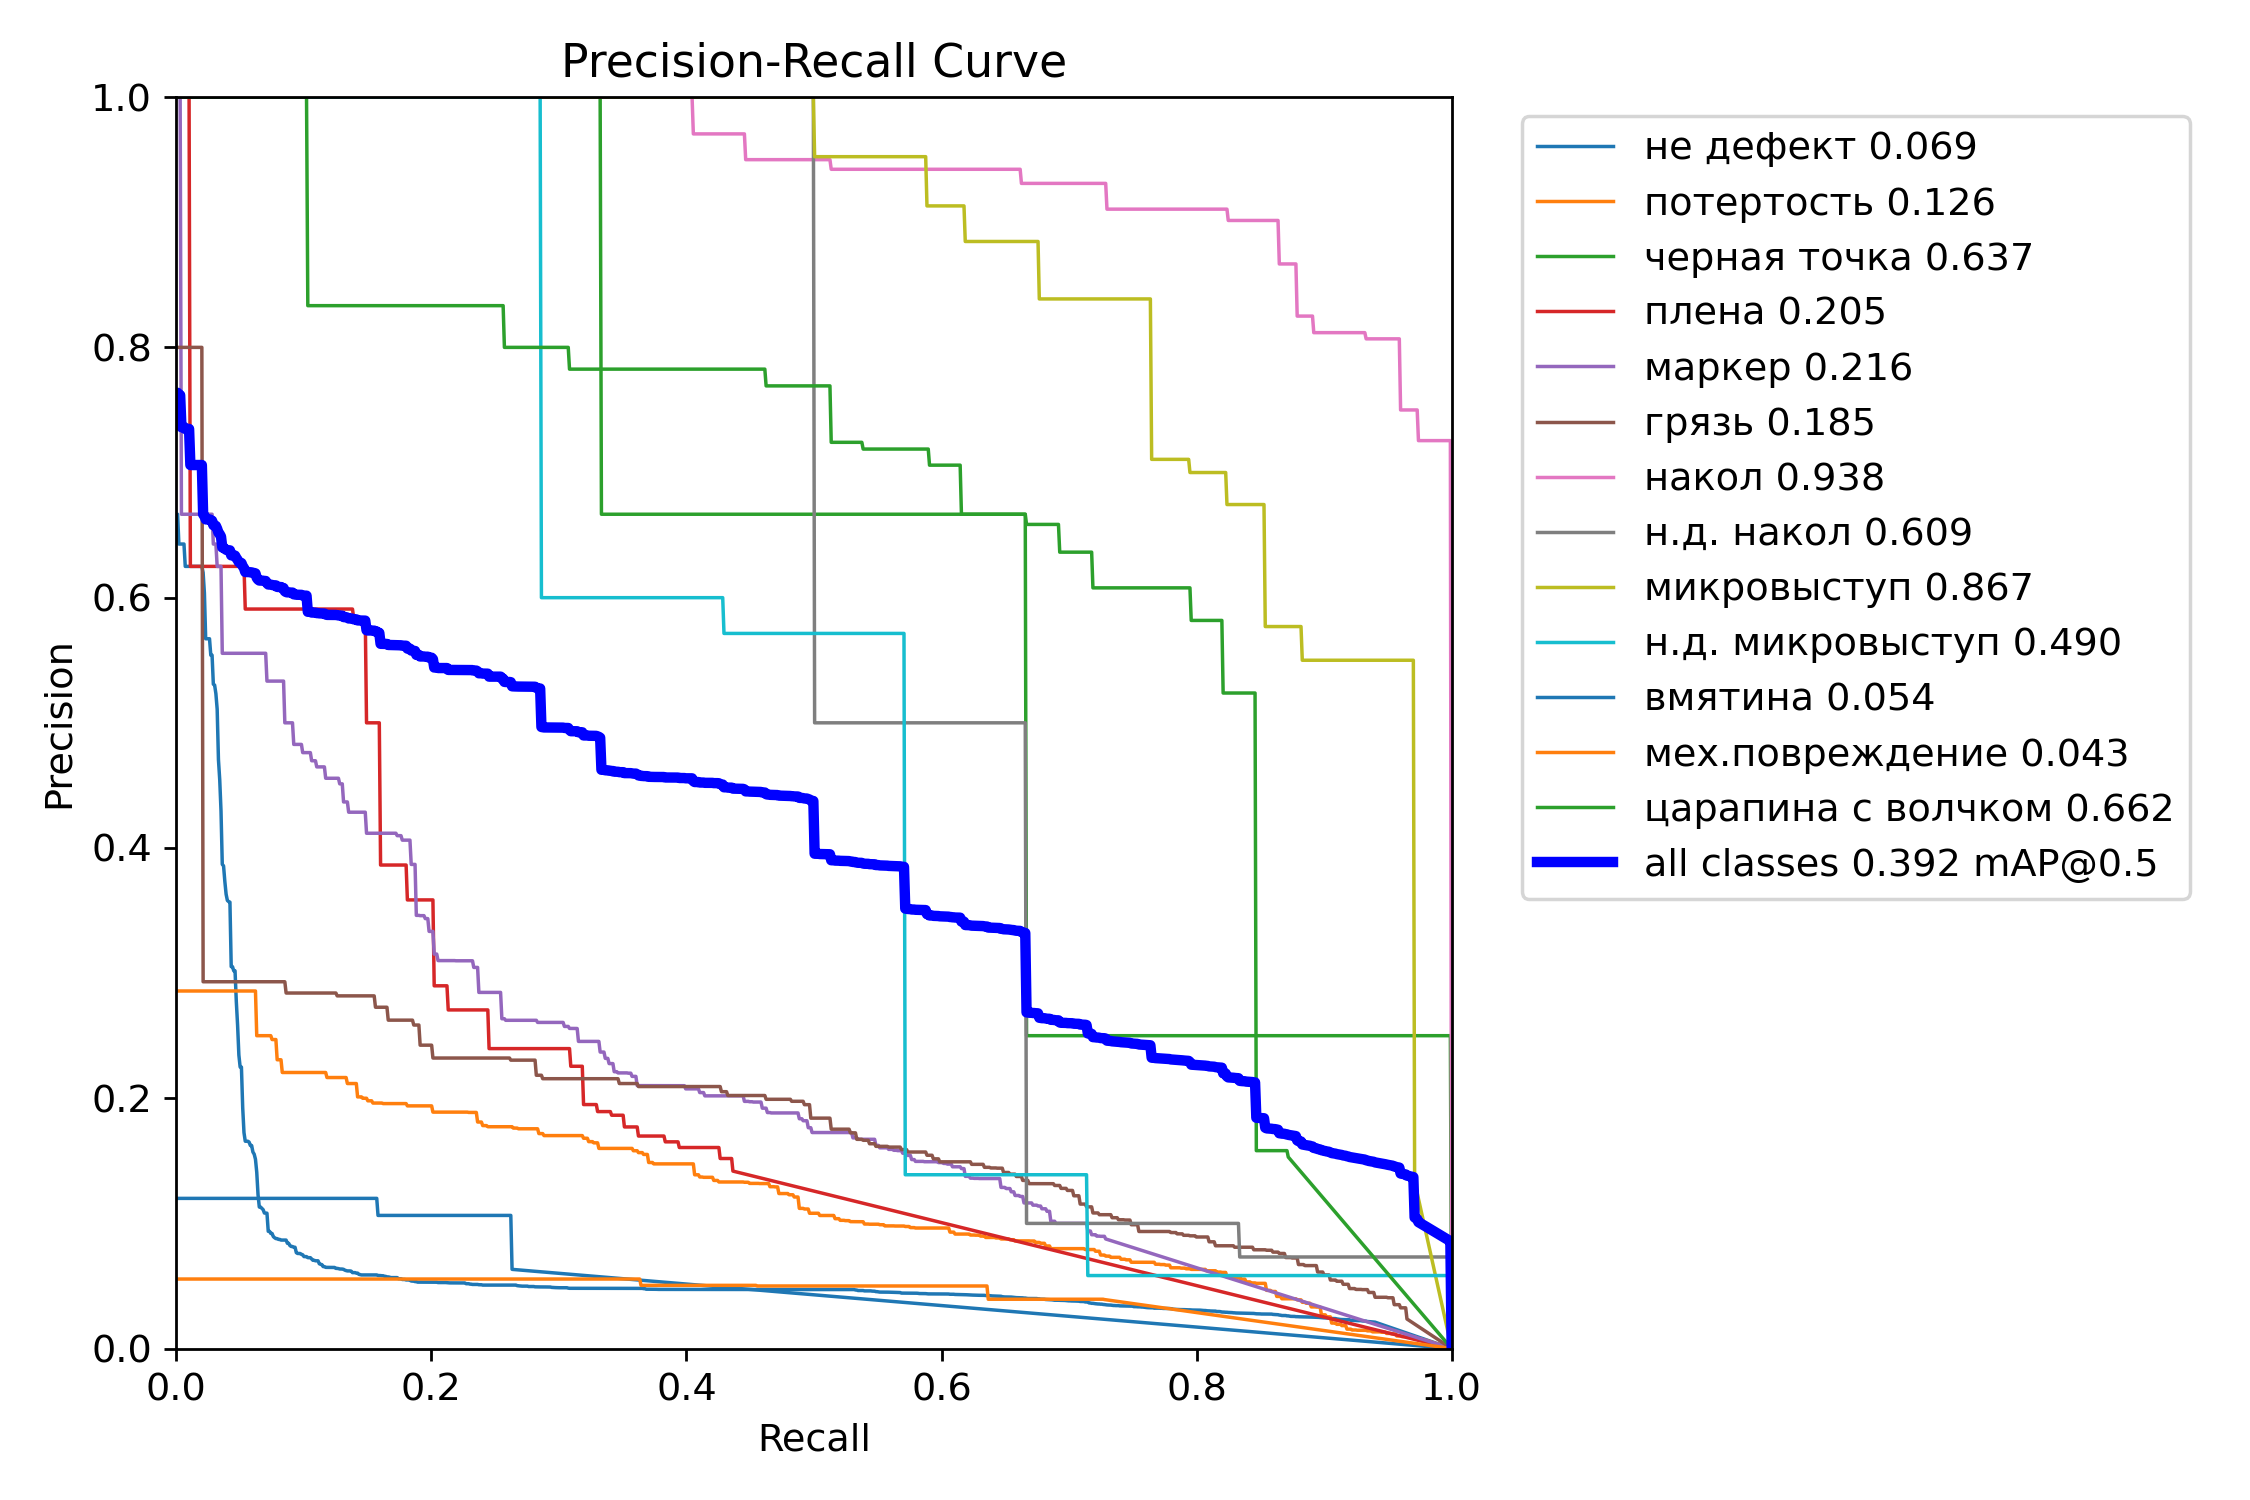 Precision-Recall Curve
1.0
0.8
0.6
0.4
0.2
0.0
Precision
0.0 0.2 0.4 0.6 0.8 1.0
Recall
не дефект 0.069
потертость 0.126
черная точка 0.637
плена 0.205
маркер 0.216
грязь 0.185
накол 0.938
н.д. накол 0.609
микровыступ 0.867
н.д. микровыступ 0.490
вмятина 0.054
мех.повреждение 0.043
царапина с волчком 0.662
all classes 0.392 mAP@0.5